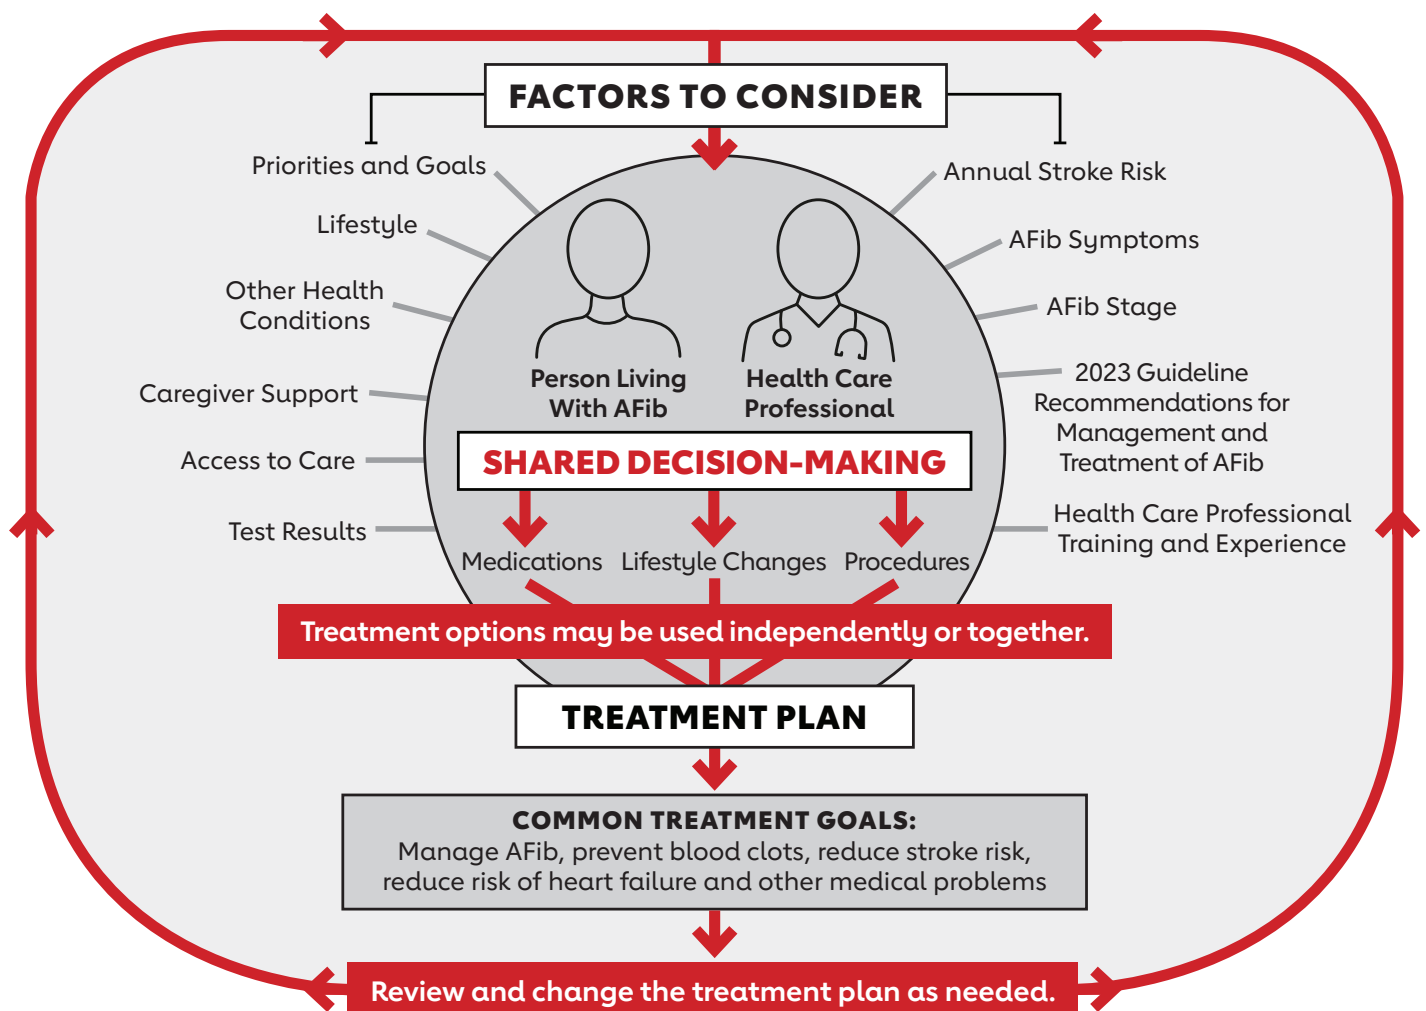 FACTORS TO CONSIDER
Priorities and Goals
Lifestyle
Other Health
Conditions
Caregiver Support
Access to Care
Test Results
Annual Stroke Risk
AFib Symptoms
AFib Stage
2023 Guideline
Recommendations for
Management and
Treatment of AFib
Health Care Professional
Training and Experience
Person Living
With AFib
Health Care
Professional
SHARED DECISION-MAKING
Medications
Lifestyle Changes
Procedures
Treatment options may be used independently or together.
TREATMENT PLAN
COMMON TREATMENT GOALS:
Manage AFib, prevent blood clots, reduce stroke risk,
reduce risk of heart failure and other medical problems
Review and change the treatment plan as needed.